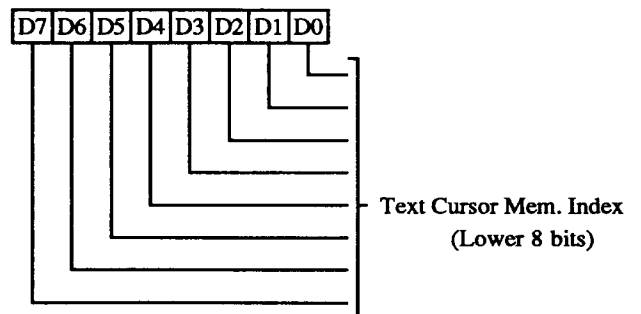 D7 D6 D5 D4 D3 D2 D1 D0
Text Cursor Mem. Index
(Lower 8 bits)